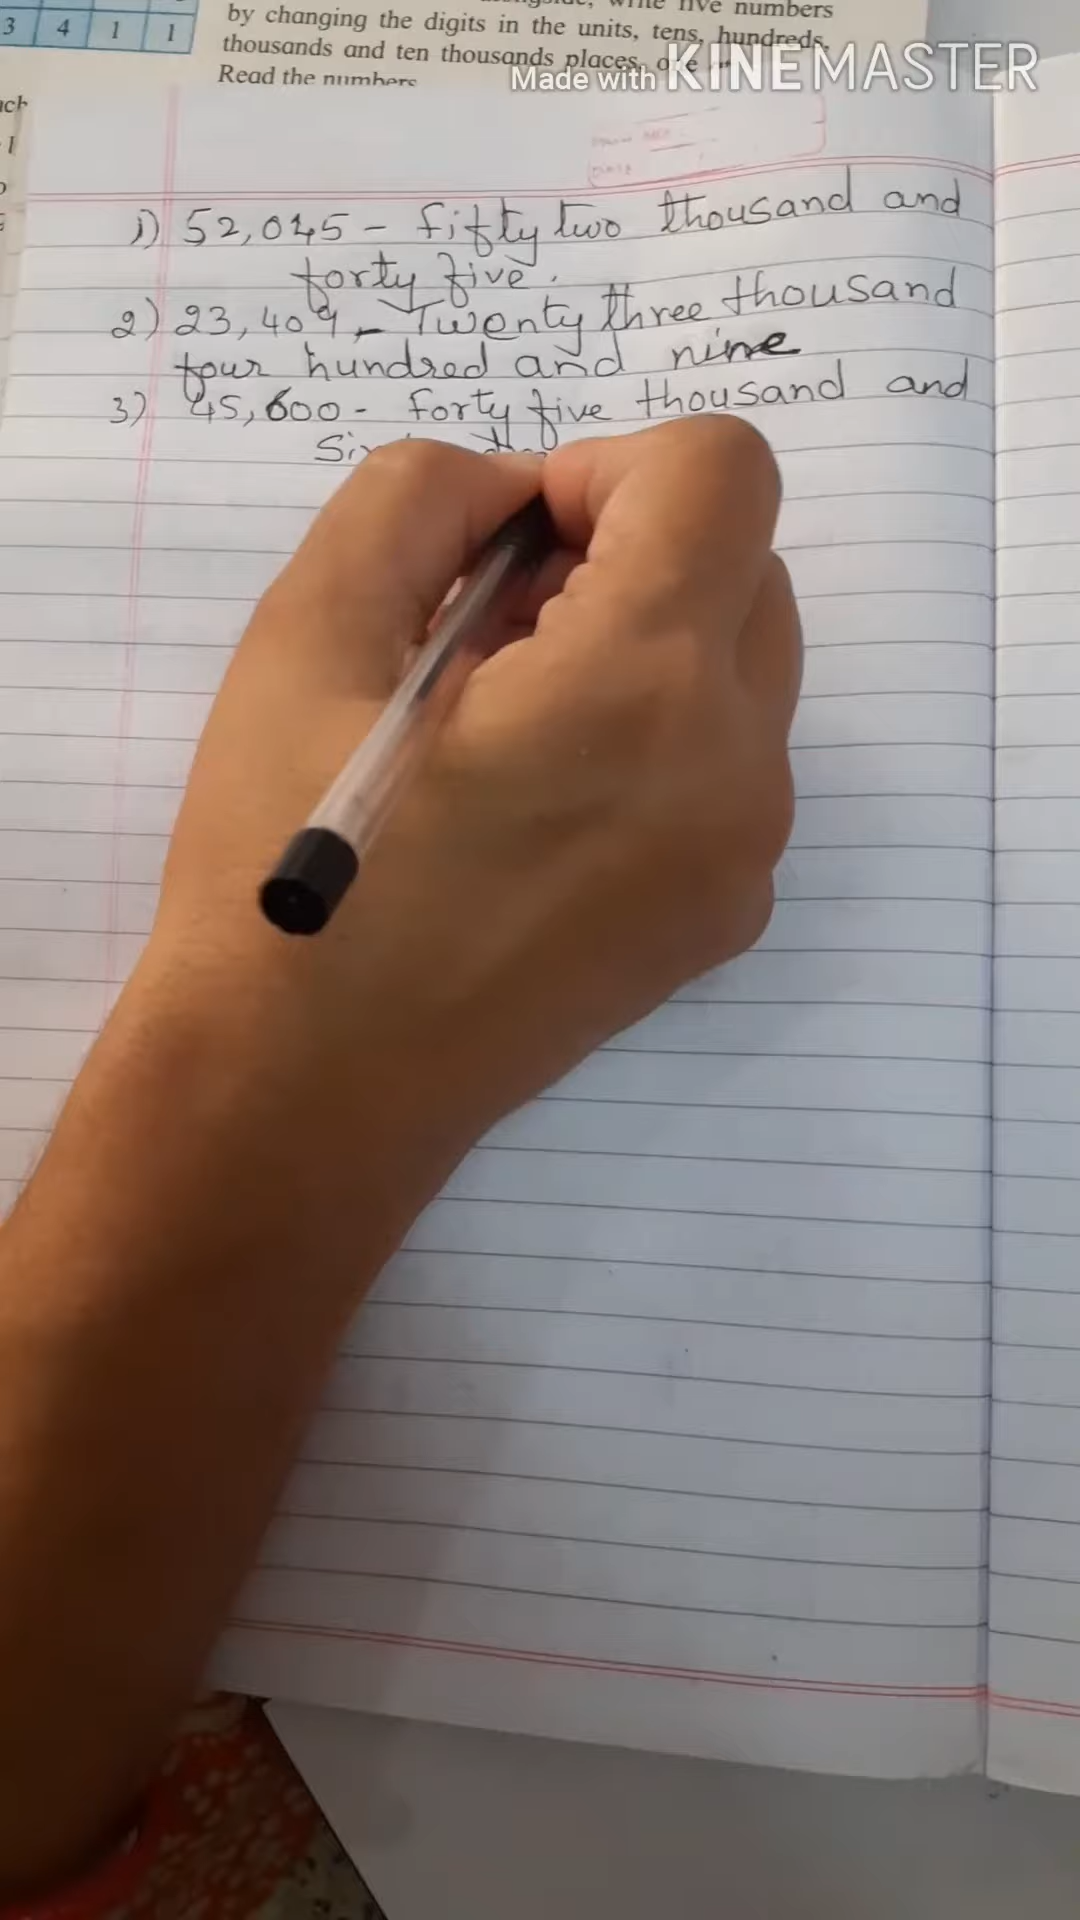 3 4 1 1
by changing the digits in the units, tens, hundreds,
thousands and ten thousands places, one
Read the numbers
Made with KINEMASTER
1) 52,045 - fifty two thousand and
forty five.
2) 23,409 - Twenty three thousand
four hundred and nine
3) 45,600 - forty five thousand and